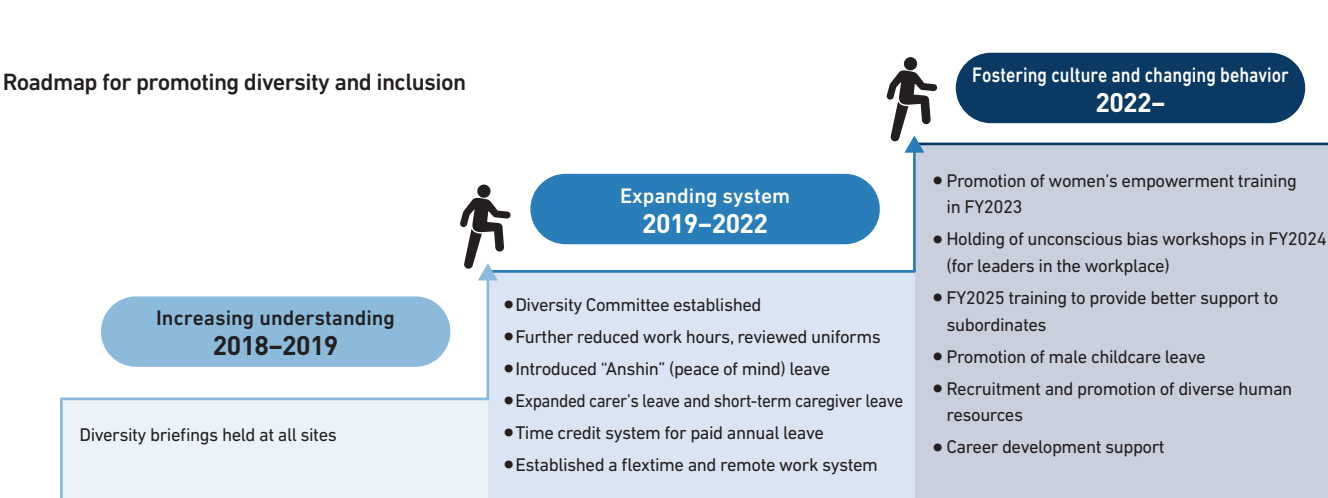 Roadmap for promoting diversity and inclusion
Increasing understanding
2018–2019
Diversity briefings held at all sites
Expanding system
2019–2022
● Diversity Committee established
● Further reduced work hours, reviewed uniforms
● Introduced “Anshin” (peace of mind) leave
● Expanded carer’s leave and short-term caregiver leave
● Time credit system for paid annual leave
● Established a flextime and remote work system
Fostering culture and changing behavior
2022–
● Promotion of women’s empowerment training
in FY2023
● Holding of unconscious bias workshops in FY2024
(for leaders in the workplace)
● FY2025 training to provide better support to
subordinates
● Promotion of male childcare leave
● Recruitment and promotion of diverse human
resources
● Career development support